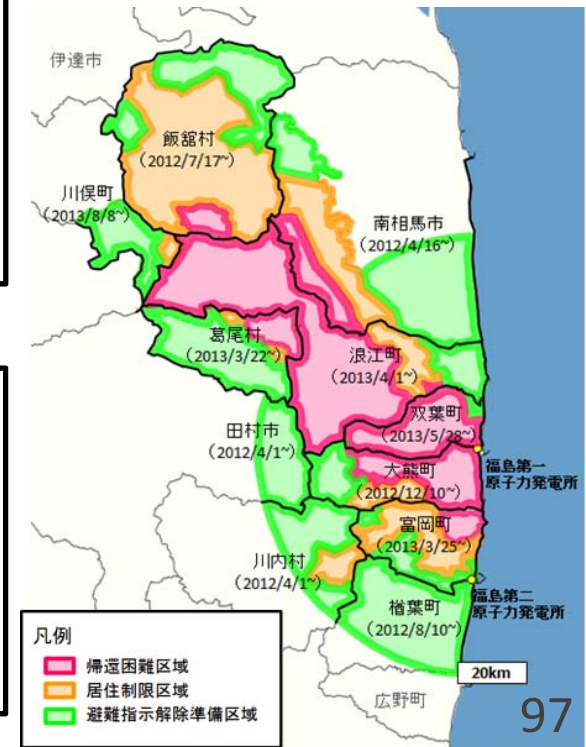 伊達市
飯舘村
(2012/7/17~)
川俣町
(2013/8/8~)
南相馬市
(2012/4/16~)
葛尾村
(2013/3/22~)
浪江町
(2013/4/1~)
双葉町
(2013/5/28~)
田村市
(2012/4/1~)
大熊町
(2012/12/10~)
福島第一
原子力発電所
富岡町
(2013/3/25~)
川内村
(2012/4/1~)
楢葉町
(2012/8/10~)
福島第二
原子力発電所
20km
広野町
凡例
帰還困難区域
居住制限区域
避難指示解除準備区域
97